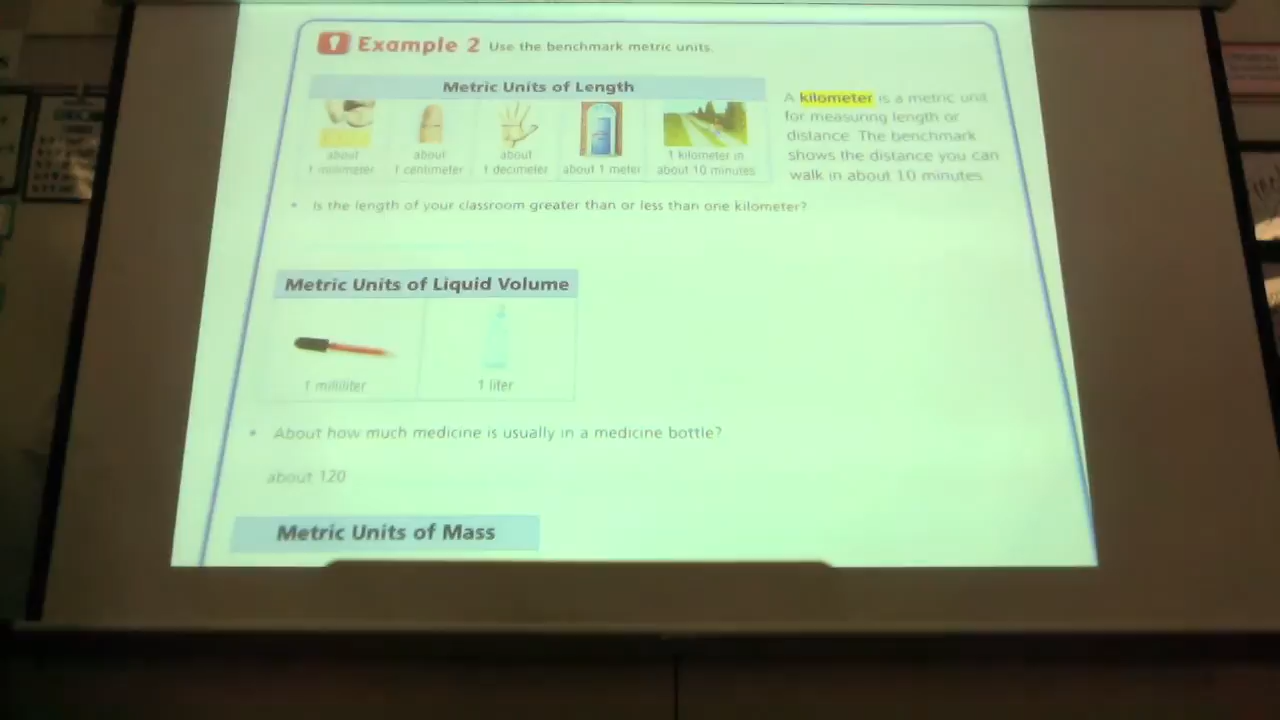 Example 2 Use the benchmark metric units.
Metric Units of Length
about
1 millimeter
about
1 centimeter
about
1 decimeter
about 1 meter
1 kilometer in
about 10 minutes
A kilometer is a metric unit
for measuring length or
distance. The benchmark
shows the distance you can
walk in about 10 minutes.
• Is the length of your classroom greater than or less than one kilometer?
Metric Units of Liquid Volume
1 milliliter
1 liter
• About how much medicine is usually in a medicine bottle?
about 120
Metric Units of Mass